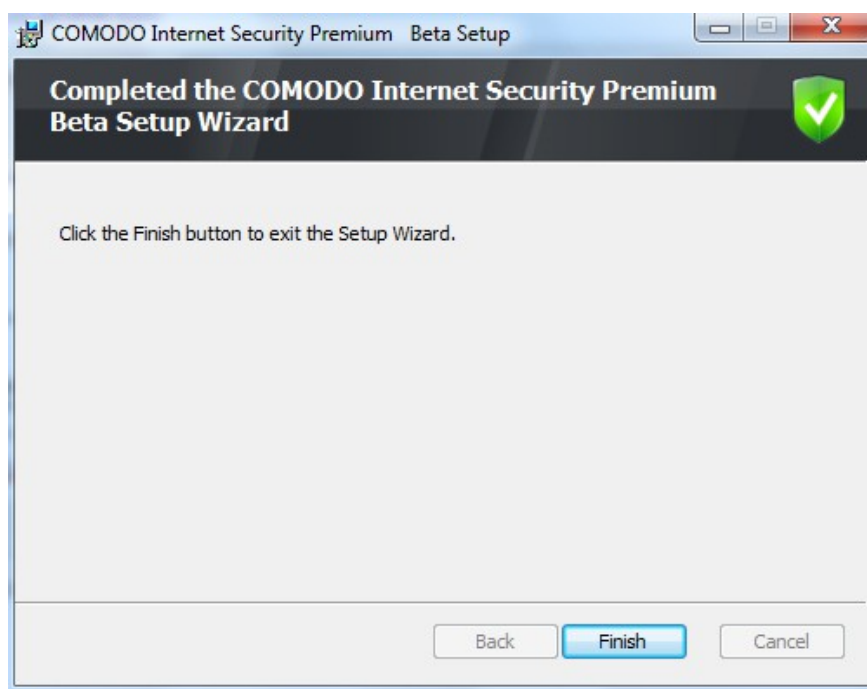 COMODO Internet Security Premium Beta Setup
Completed the COMODO Internet Security Premium
Beta Setup Wizard
Click the Finish button to exit the Setup Wizard.
Back Finish Cancel